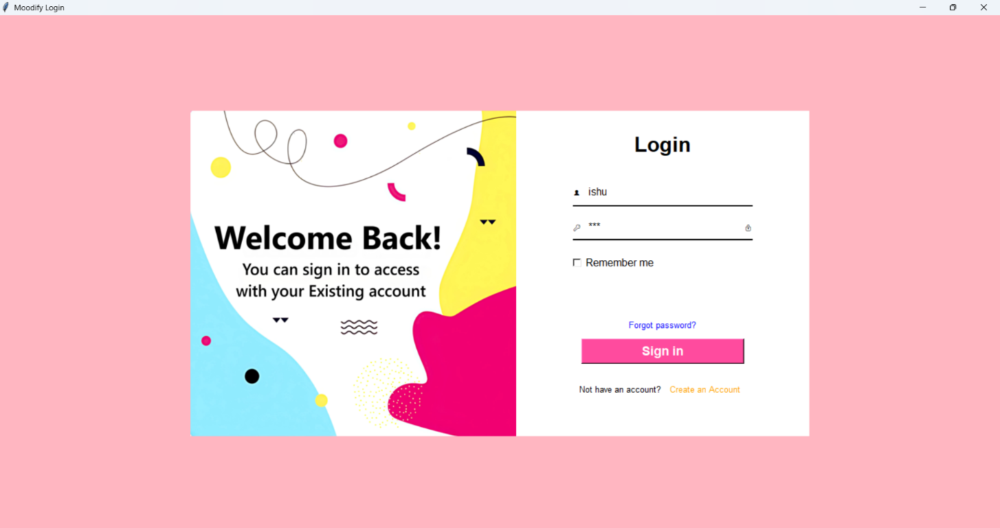 Moodify Login
Welcome Back!
You can sign in to access
with your Existing account
Login
ishu
***
Remember me
Forgot password?
Sign in
Not have an account? Create an Account